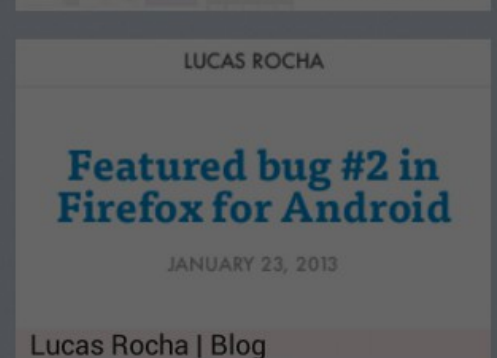 LUCAS ROCHA
Featured bug #2 in
Firefox for Android
JANUARY 23, 2013
Lucas Rocha | Blog